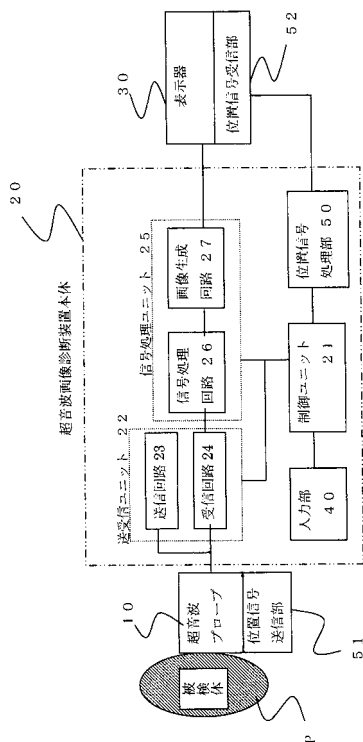 超音波画像診断装置本体
20
被検体
P
10
超音波
プローブ
位置信号
送信部
51
送受信ユニット 22
送信回路23
受信回路24
信号処理ユニット 25
信号処理
回路 26
画像生成
回路 27
入力部
40
制御ユニット
21
位置信号
処理部 50
30
表示器
位置信号受信部
52